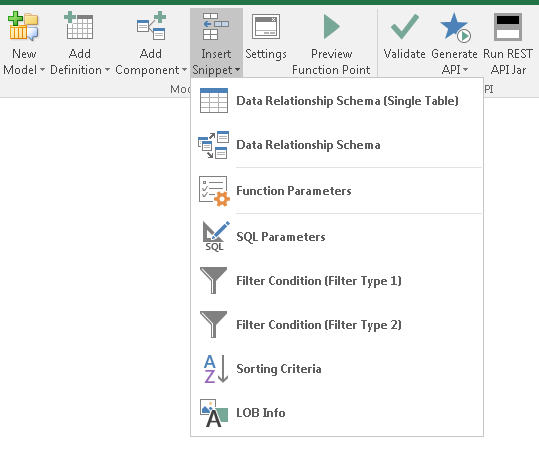 New Add Add Insert Settings Preview Validate Generate Run REST
Model Definition Component Snippet Function Point API API Jar
Mod PI
Data Relationship Schema (Single Table)
Data Relationship Schema
Function Parameters
SQL
SQL Parameters
Filter Condition (Filter Type 1)
Filter Condition (Filter Type 2)
A
Z
Sorting Criteria
A
LOB Info